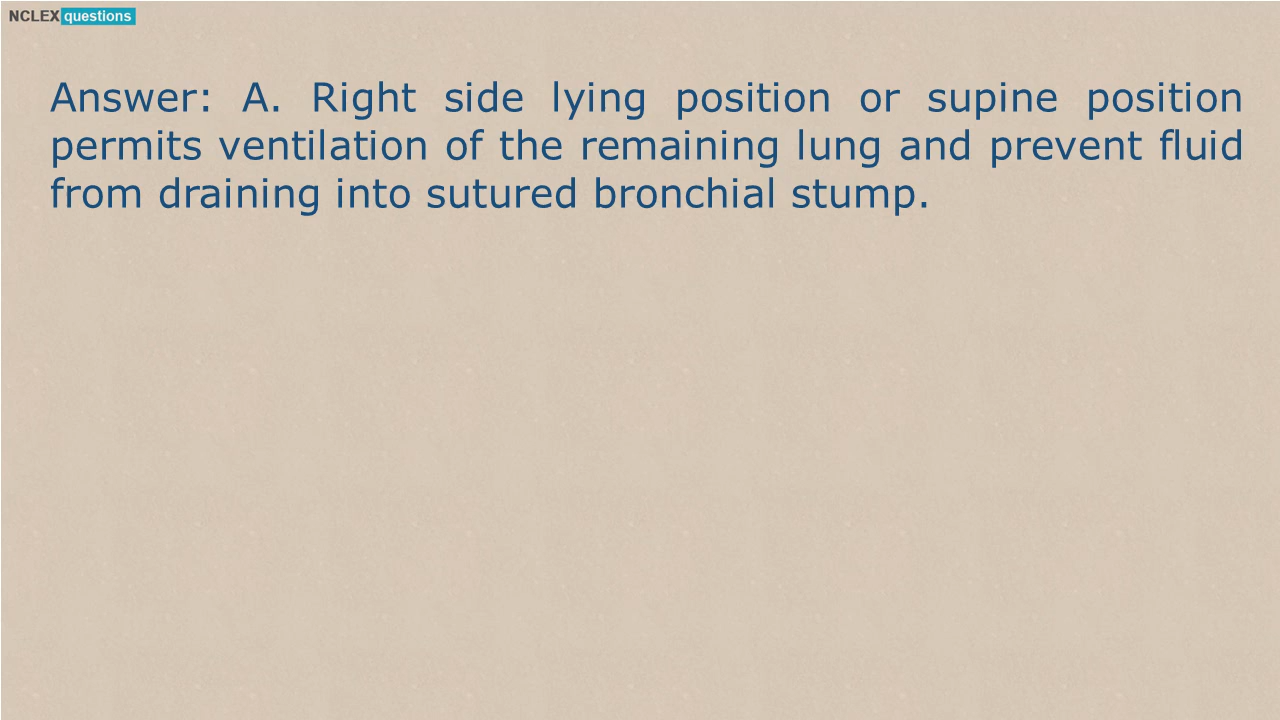 NCLEX questions
Answer: A. Right side lying position or supine position
permits ventilation of the remaining lung and prevent fluid
from draining into sutured bronchial stump.